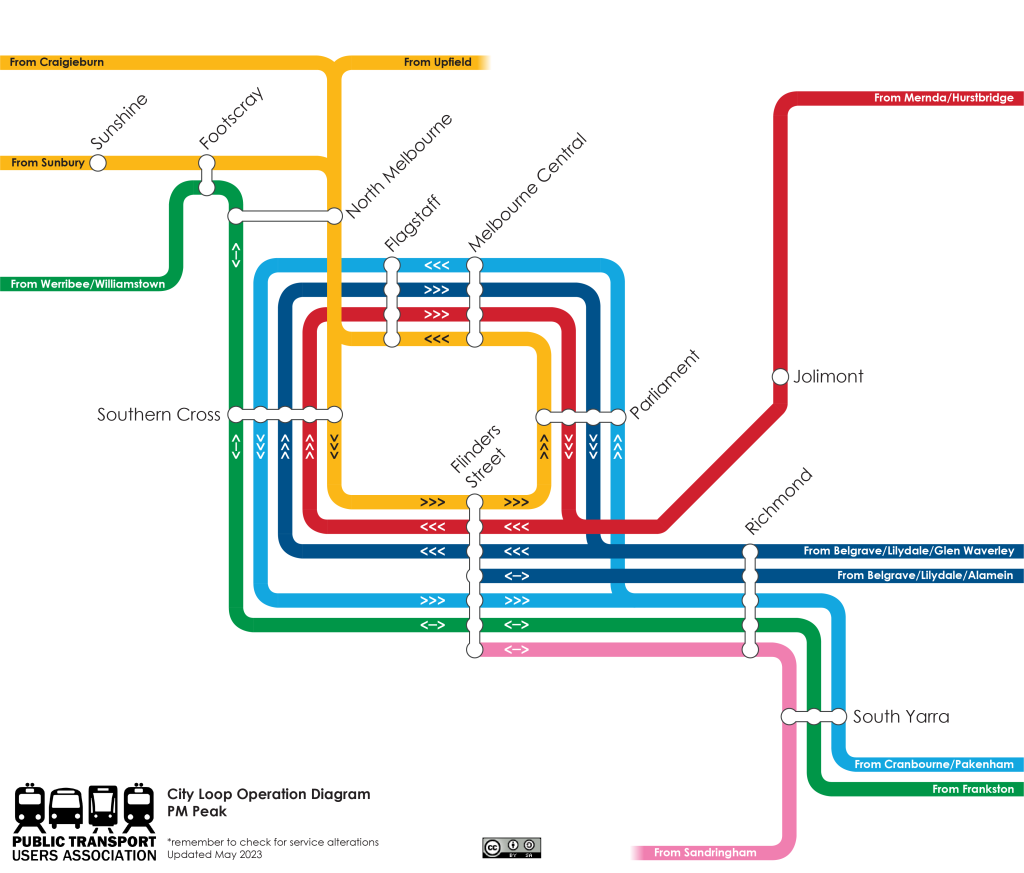 From Craigieburn
From Upfield
From Mernda/Hurstbridge
Sunshine
Footscray
From Sunbury
North Melbourne
Flagstaff
Melbourne Central
<–>
From Werribee/Williamstown
<<<
>>>
>>>
<<<
Jolimont
Parliament
Southern Cross
<–>
>>>
<<<
<<<
>>>
<<<
>>>
>>>
<<<
Flinders
Street
Richmond
>>> >>>
<<< <<<
<<< <<<
From Belgrave/Lilydale/Glen Waverley
<–>
From Belgrave/Lilydale/Alamein
>>> >>>
<–> <–>
<–>
South Yarra
From Cranbourne/Pakenham
From Frankston
From Sandringham
City Loop Operation Diagram
PM Peak
PUBLIC TRANSPORT
USERS ASSOCIATION
*remember to check for service alterations
Updated May 2023
cc
BY SA